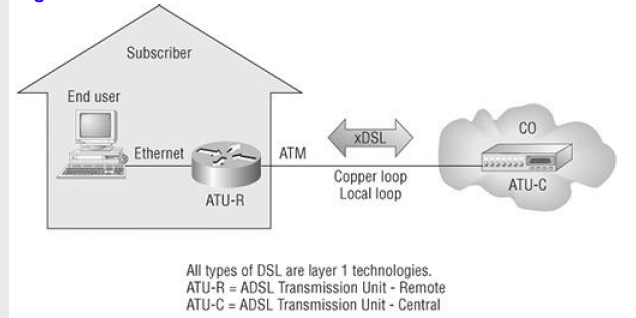 Subscriber
End user
Ethernet
ATU-R
ATM
xDSL
Copper loop
Local loop
CO
ATU-C
All types of DSL are layer 1 technologies.
ATU-R = ADSL Transmission Unit - Remote
ATU-C = ADSL Transmission Unit - Central